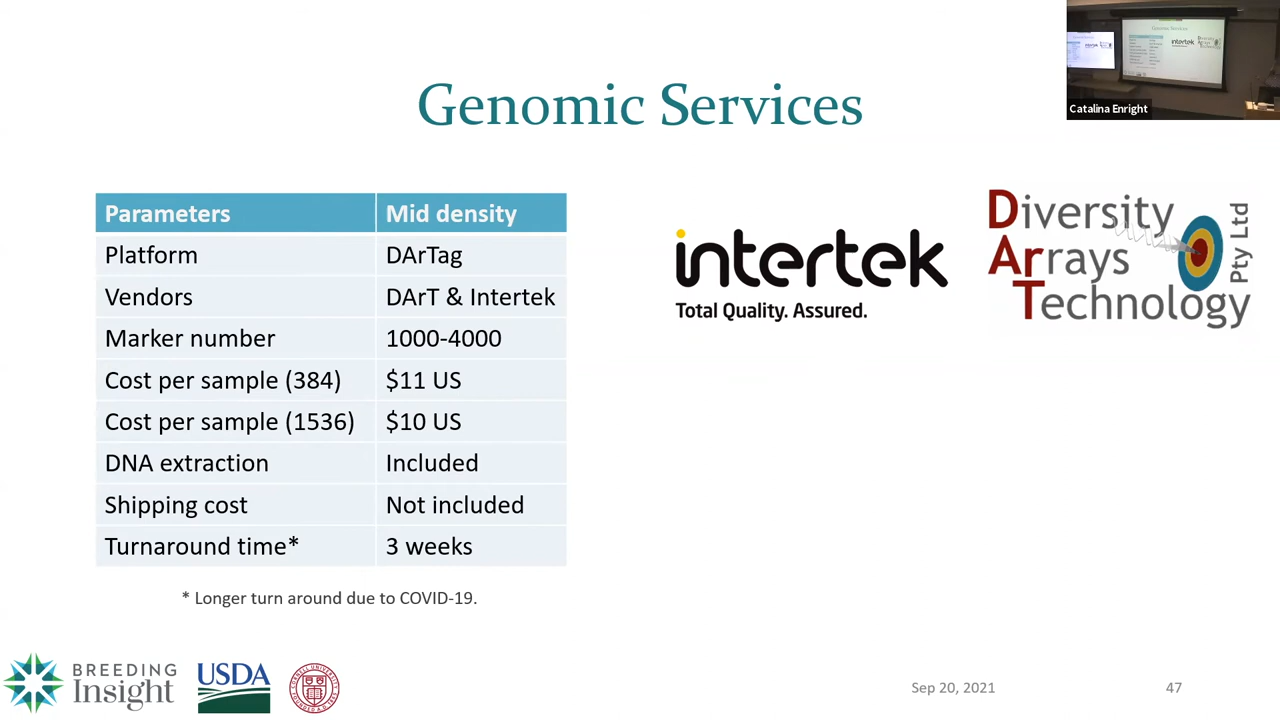 Genomic Services
Catalina Enright
Parameters Mid density
Platform DArTag
Vendors DArT & Intertek
Marker number 1000-4000
Cost per sample (384) $11 US
Cost per sample (1536) $10 US
DNA extraction Included
Shipping cost Not included
Turnaround time* 3 weeks
* Longer turn around due to COVID-19.
intertek
Total Quality. Assured.
Diversity
Arrays
Technology
Pty Ltd
BREEDING
Insight
USDA
Sep 20, 2021
47